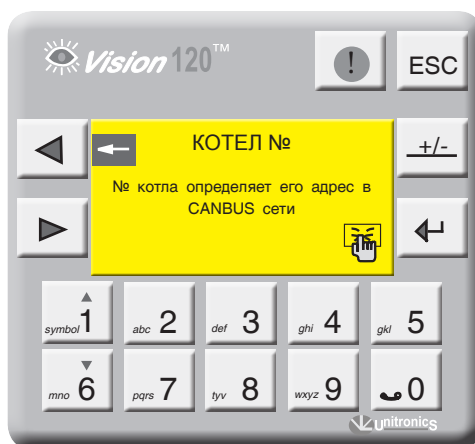 Vision 120™
! ESC
КОТЕЛ №
+/-
№ котла определяет его адрес в
CANBUS сети
symbol 1 abc 2 def 3 ghi 4 gkl 5
mno 6 pqrs 7 tyv 8 wxyz 9 0
unitronics